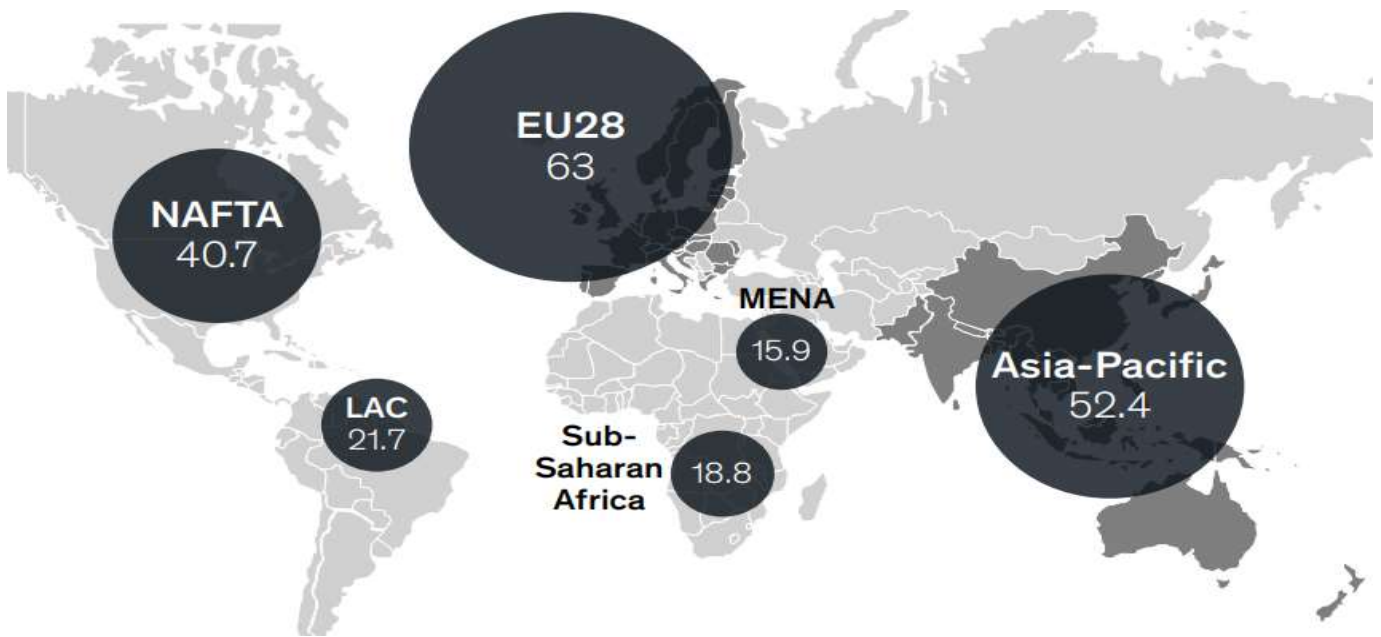 EU28
63
NAFTA
40.7
MENA
15.9
Asia-Pacific
52.4
LAC
21.7
Sub-
Saharan
Africa
18.8